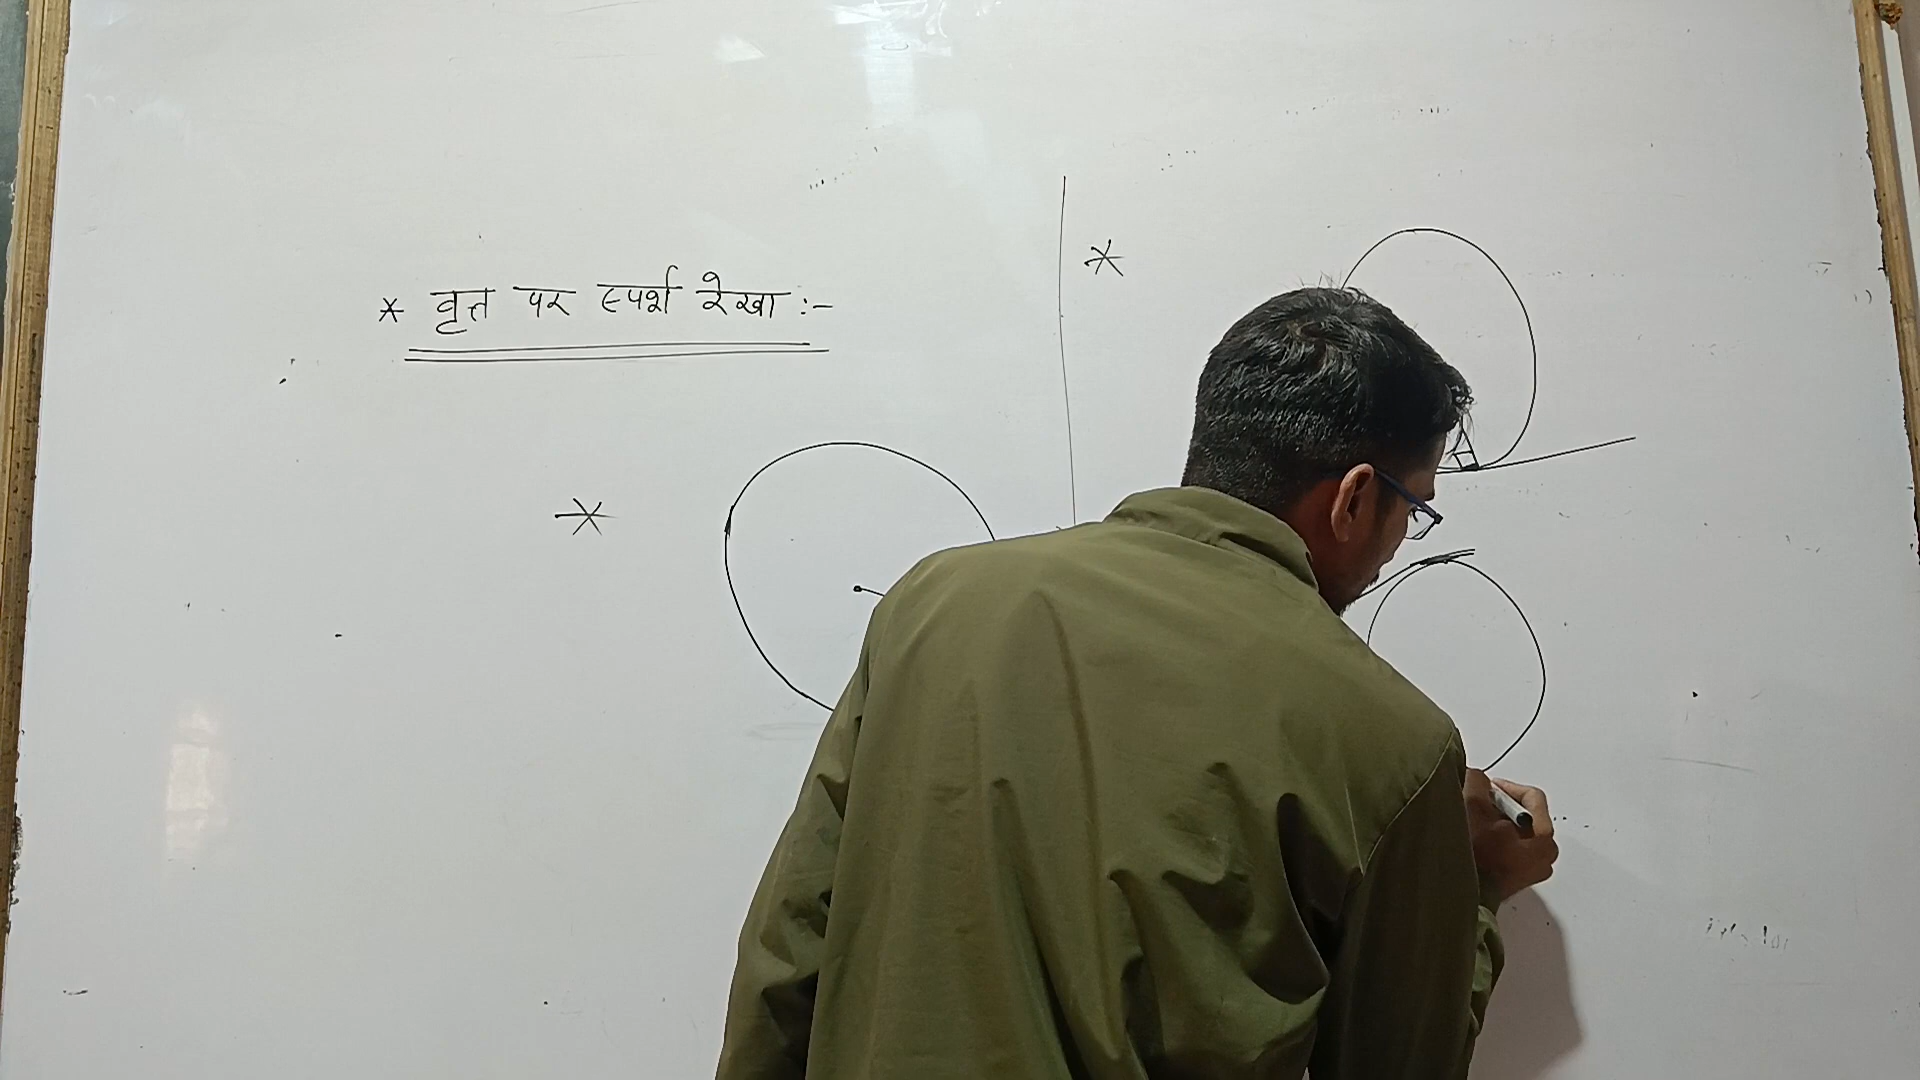 * वृत्त पर स्पर्श रेखा :-
*
*